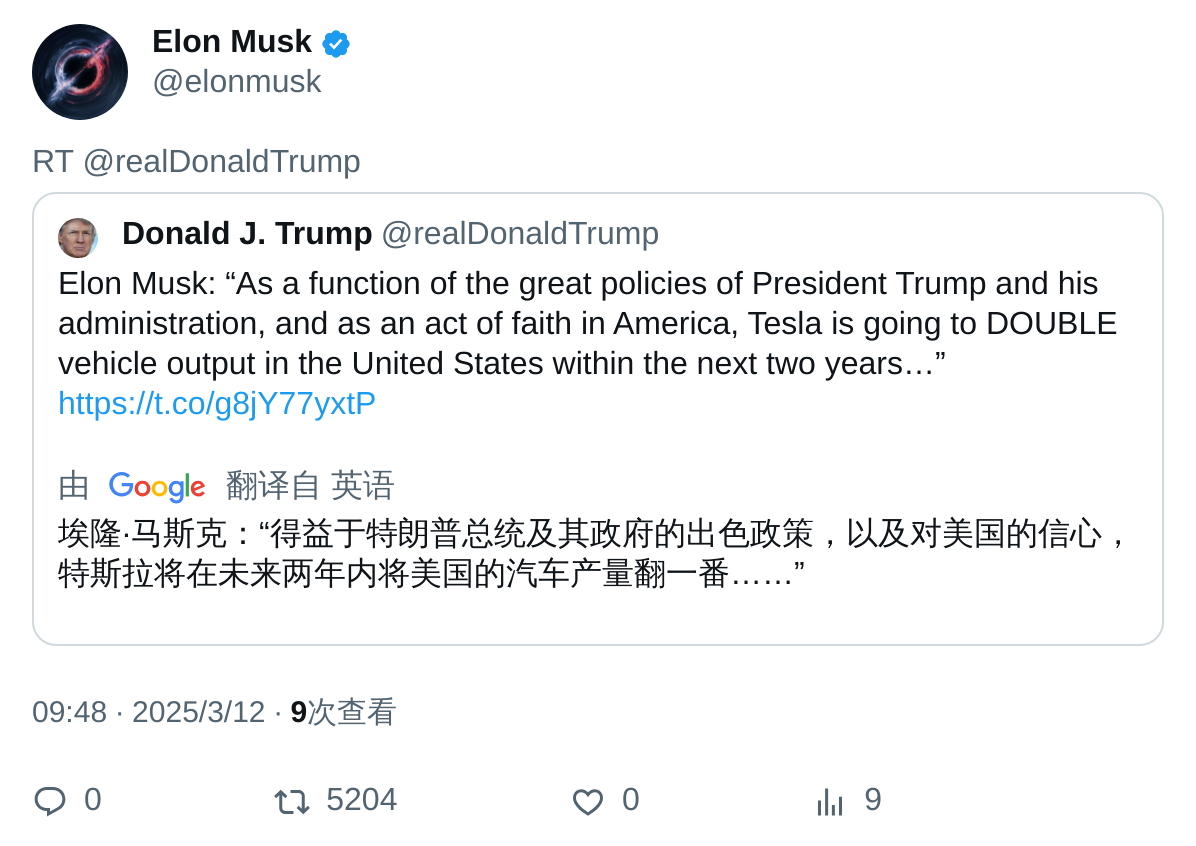 Elon Musk
@elonmusk
RT @realDonaldTrump
Donald J. Trump @realDonaldTrump
Elon Musk: “As a function of the great policies of President Trump and his
administration, and as an act of faith in America, Tesla is going to DOUBLE
vehicle output in the United States within the next two years…”
https://t.co/g8jY77yxtP
由 Google 翻译自 英语
埃隆·马斯克：“得益于特朗普总统及其政府的出色政策，以及对美国的信心，
特斯拉将在未来两年内将美国的汽车产量翻一番……”
09:48 · 2025/3/12 · 9次查看
0 5204 0 9